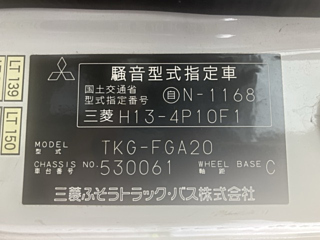 騒音型式指定車
国土交通省
型式指定番号 自N-1168
三菱 H13-4P10F1
MODEL 型式 TKG-FGA20
CHASSIS NO. 車台番号 530061 WHEEL BASE 軸距 C
三菱ふそうトラック・バス株式会社
LT 139
LT 150